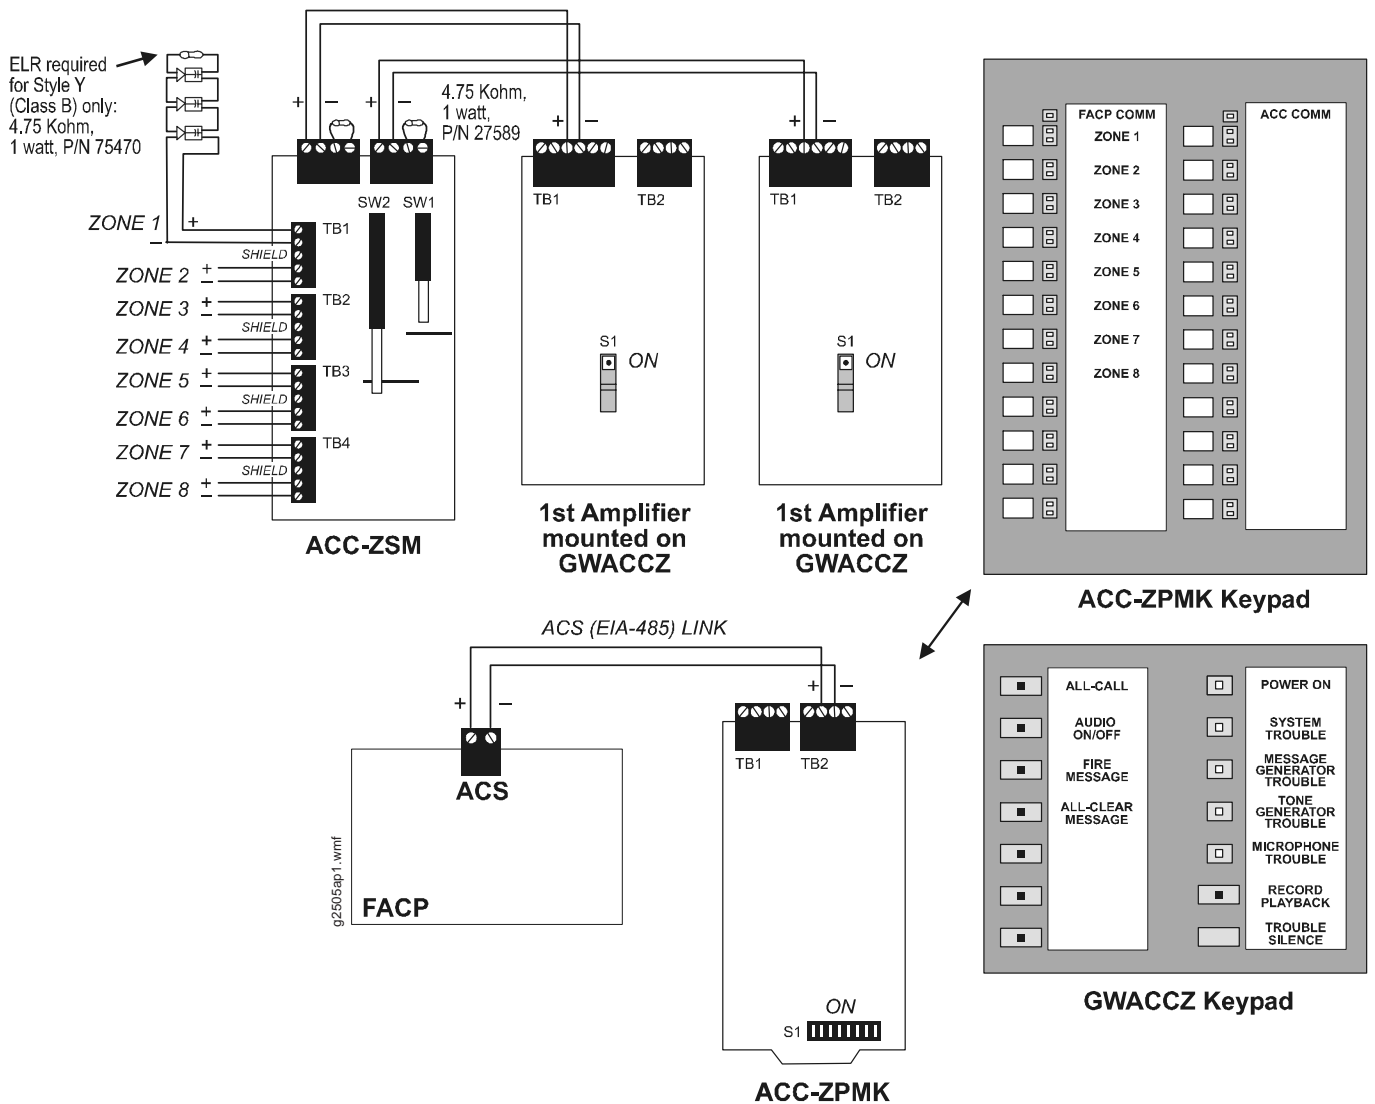 ELR required
for Style Y
(Class B) only:
4.75 Kohm,
1 watt, P/N 75470
+
−
+
−
4.75 Kohm,
1 watt,
P/N 27589
SW2
SW1
ZONE 1
+
−
SHIELD
ZONE 2
+
−
TB1
ZONE 3
+
−
SHIELD
ZONE 4
+
−
TB2
ZONE 5
+
−
SHIELD
ZONE 6
+
−
TB3
ZONE 7
+
−
SHIELD
ZONE 8
+
−
TB4
ACC-ZSM
+
−
TB1
TB2
S1
ON
1st Amplifier
mounted on
GWACCZ
+
−
TB1
TB2
S1
ON
1st Amplifier
mounted on
GWACCZ
FACP COMM
ZONE 1
ZONE 2
ZONE 3
ZONE 4
ZONE 5
ZONE 6
ZONE 7
ZONE 8
ACC COMM
ACC-ZPMK Keypad
ACS (EIA-485) LINK
+
−
ACS
FACP
g2505ap1.wmf
+
−
TB1
TB2
ON
S1
ACC-ZPMK
ALL-CALL
AUDIO
ON/OFF
FIRE
MESSAGE
ALL-CLEAR
MESSAGE
POWER ON
SYSTEM
TROUBLE
MESSAGE
GENERATOR
TROUBLE
TONE
GENERATOR
TROUBLE
MICROPHONE
TROUBLE
RECORD
PLAYBACK
TROUBLE
SILENCE
GWACCZ Keypad